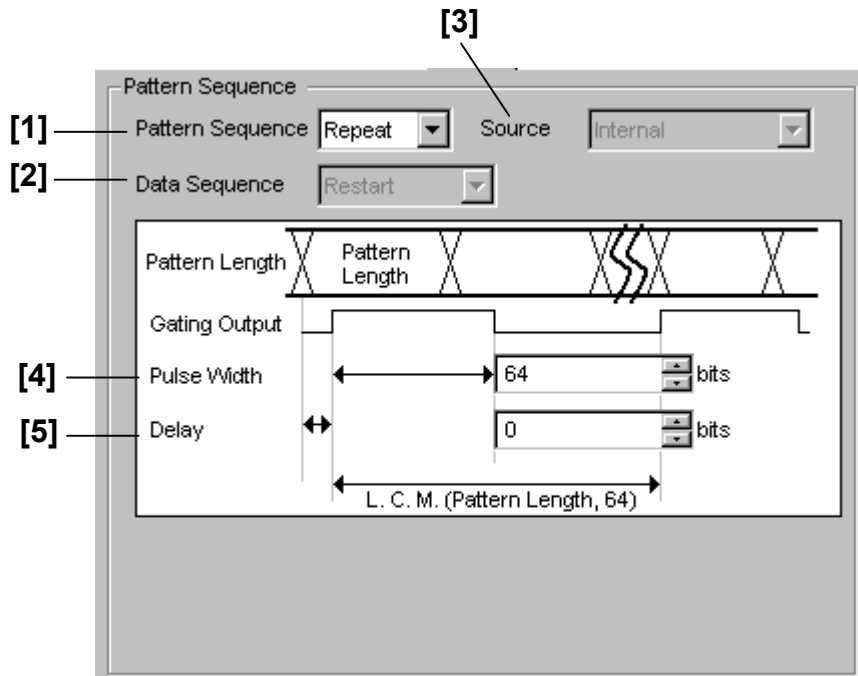 [3]
Pattern Sequence
[1] Pattern Sequence Repeat Source Internal
[2] Data Sequence Restart
Pattern Length Pattern Length
Gating Output
[4] Pulse Width 64 bits
[5] Delay 0 bits
L. C. M. (Pattern Length, 64)